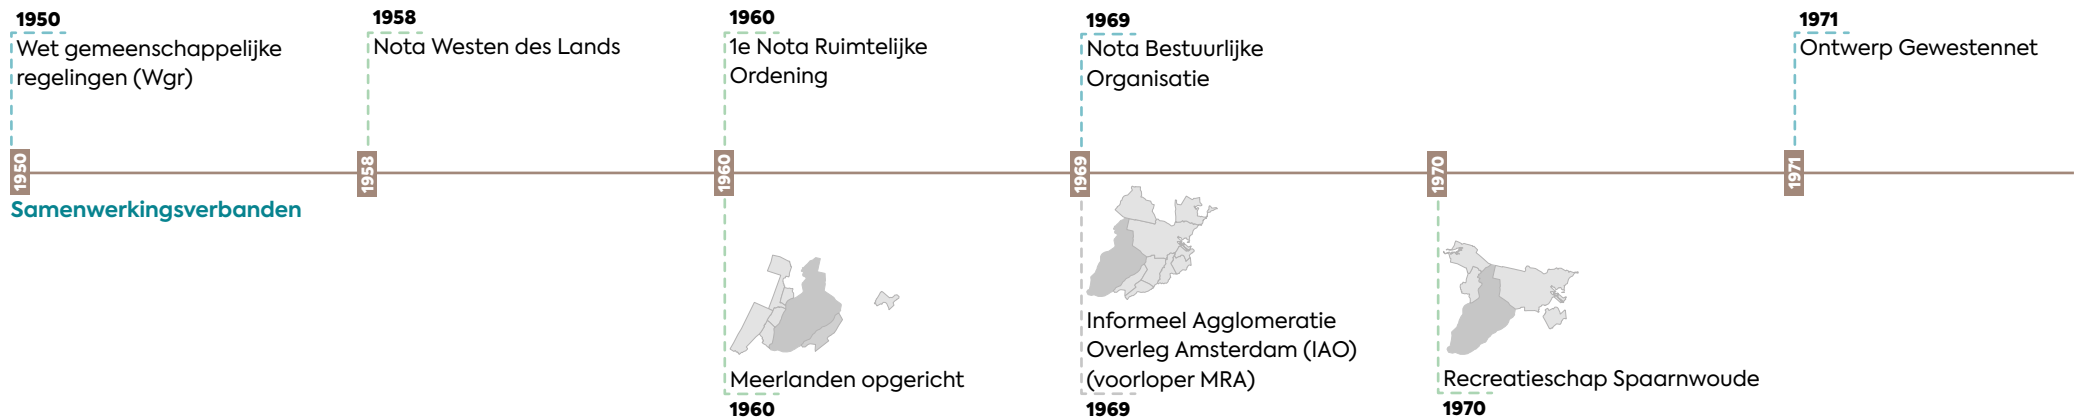 1950
Wet gemeenschappelijke
regelingen (Wgr)
1958
Nota Westen des Lands
1960
1e Nota Ruimtelijke
Ordening
1969
Nota Bestuurlijke
Organisatie
1971
Ontwerp Gewestennet
1950
1958
1960
1969
1970
1971
Samenwerkingsverbanden
Meerlanden opgericht
1960
Informeel Agglomeratie
Overleg Amsterdam (IAO)
(voorloper MRA)
1969
Recreatieschap Spaarnwoude
1970